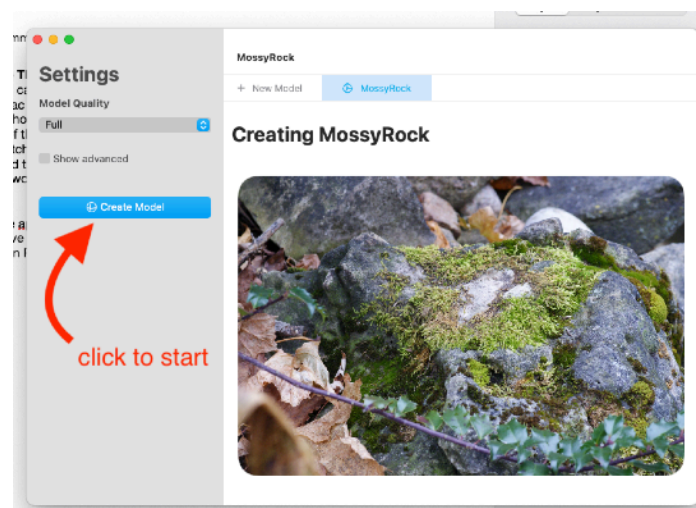 MossyRock
Settings
+ New Model
MossyRock
Model Quality
Full
Creating MossyRock
Show advanced
Create Model
click to start